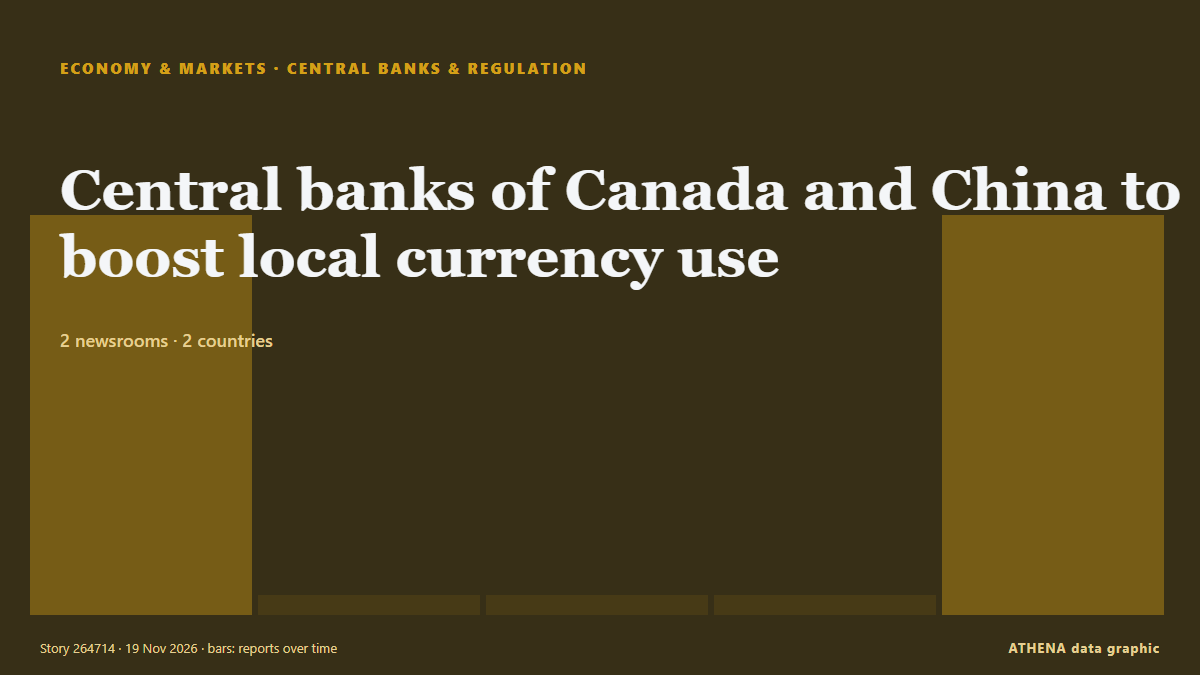 ECONOMY & MARKETS · CENTRAL BANKS & REGULATION
Central banks of Canada and China to
boost local currency use
2 newsrooms · 2 countries
Story 264714 · 19 Nov 2026 · bars: reports over time
ATHENA data graphic